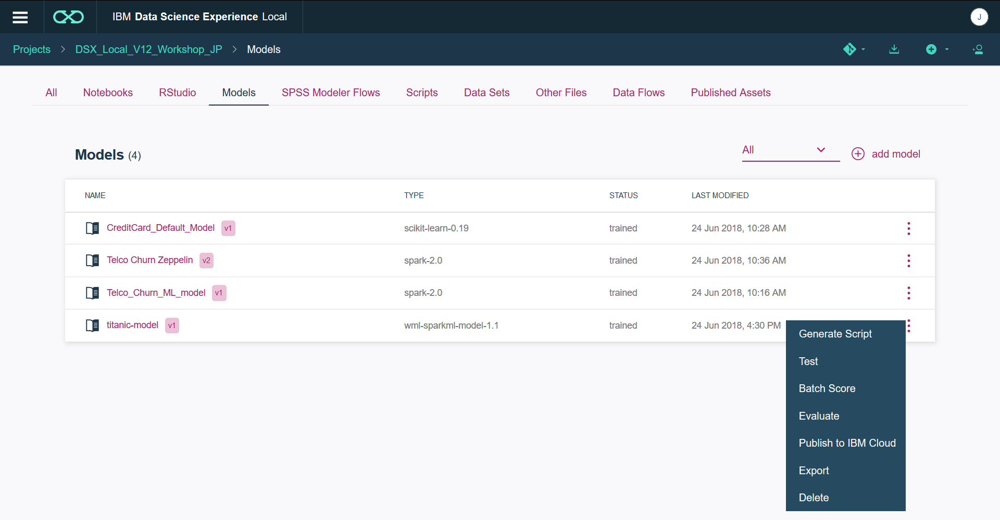 IBM Data Science Experience Local
J
Projects > DSX_Local_V12_Workshop_JP > Models
All Notebooks RStudio Models SPSS Modeler Flows Scripts Data Sets Other Files Data Flows Published Assets
Models (4)
All
add model
NAME TYPE STATUS LAST MODIFIED
CreditCard_Default_Model v1 scikit-learn-0.19 trained 24 Jun 2018, 10:28 AM
Telco Churn Zeppelin v2 spark-2.0 trained 24 Jun 2018, 10:36 AM
Telco_Churn_ML_model v1 spark-2.0 trained 24 Jun 2018, 10:16 AM
titanic-model v1 wml-sparkml-model-1.1 trained 24 Jun 2018, 4:30 PM
Generate Script
Test
Batch Score
Evaluate
Publish to IBM Cloud
Export
Delete